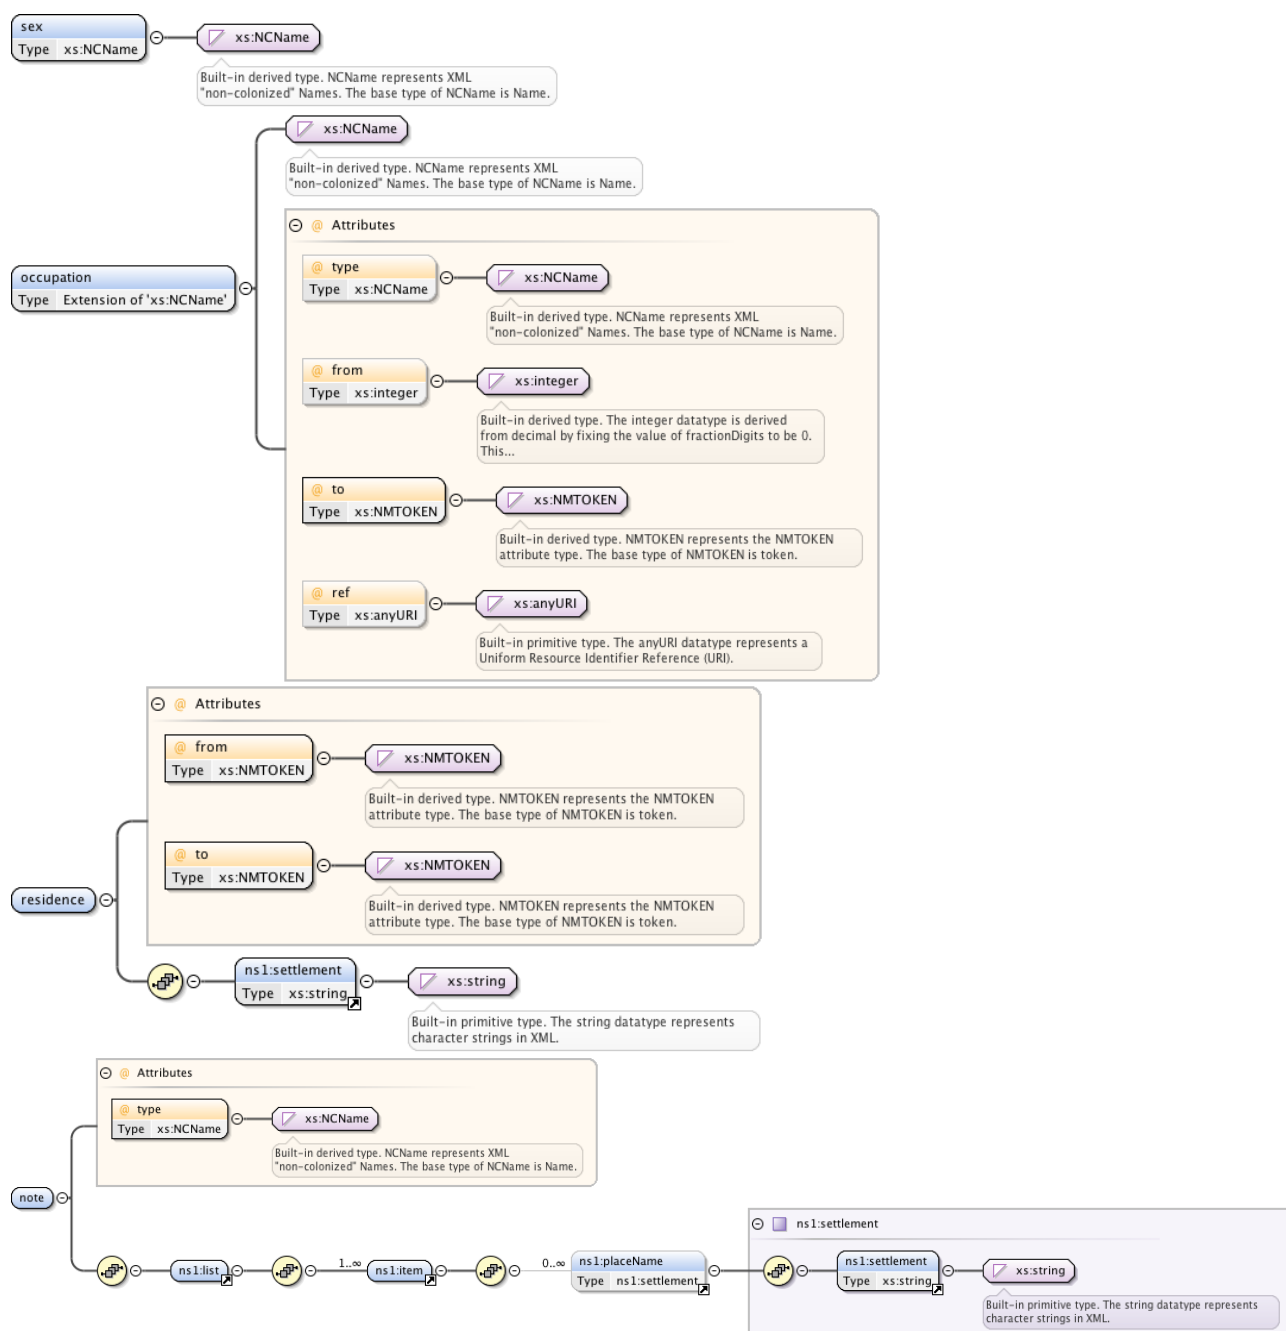 sex
Type xs:NCName
xs:NCName
Built-in derived type. NCName represents XML
"non-colonized" Names. The base type of NCName is Name.
xs:NCName
Built-in derived type. NCName represents XML
"non-colonized" Names. The base type of NCName is Name.
occupation
Type Extension of 'xs:NCName'
@ Attributes
@ type
Type xs:NCName
xs:NCName
Built-in derived type. NCName represents XML
"non-colonized" Names. The base type of NCName is Name.
@ from
Type xs:integer
xs:integer
Built-in derived type. The integer datatype is derived
from decimal by fixing the value of fractionDigits to be 0.
This...
@ to
Type xs:NMTOKEN
xs:NMTOKEN
Built-in derived type. NMTOKEN represents the NMTOKEN
attribute type. The base type of NMTOKEN is token.
@ ref
Type xs:anyURI
xs:anyURI
Built-in primitive type. The anyURI datatype represents a
Uniform Resource Identifier Reference (URI).
residence
@ Attributes
@ from
Type xs:NMTOKEN
xs:NMTOKEN
Built-in derived type. NMTOKEN represents the NMTOKEN
attribute type. The base type of NMTOKEN is token.
@ to
Type xs:NMTOKEN
xs:NMTOKEN
Built-in derived type. NMTOKEN represents the NMTOKEN
attribute type. The base type of NMTOKEN is token.
ns1:settlement
Type xs:string
xs:string
Built-in primitive type. The string datatype represents
character strings in XML.
note
@ Attributes
@ type
Type xs:NCName
xs:NCName
Built-in derived type. NCName represents XML
"non-colonized" Names. The base type of NCName is Name.
ns1:list
1..∞
ns1:item
0..∞
ns1:placeName
Type ns1:settlement
ns1:settlement
ns1:settlement
Type xs:string
xs:string
Built-in primitive type. The string datatype represents
character strings in XML.